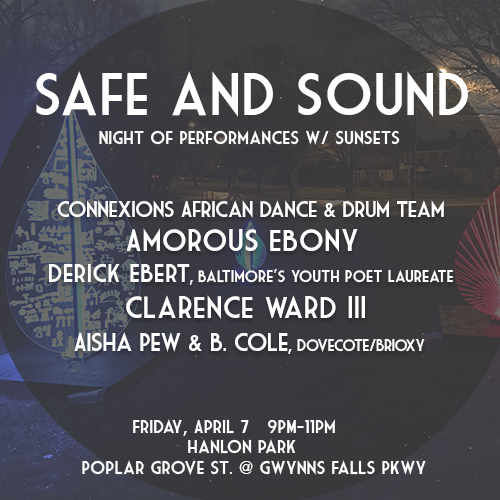 SAFE AND SOUND
NIGHT OF PERFORMANCES W/ SUNSETS
CONNEXIONS AFRICAN DANCE & DRUM TEAM
AMOROUS EBONY
DERICK EBERT, BALTIMORE'S YOUTH POET LAUREATE
CLARENCE WARD III
AISHA PEW & B. COLE, DOVECOTE/BRIOXY
FRIDAY, APRIL 7 9PM-11PM
HANLON PARK
POPLAR GROVE ST. @ GWYNNS FALLS PKWY